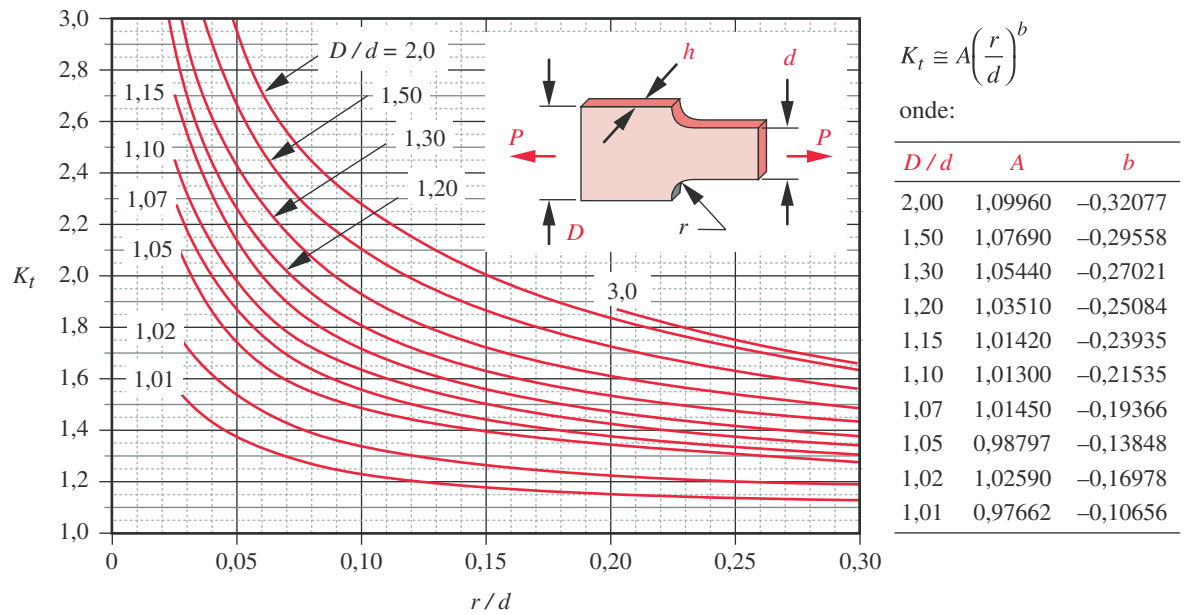 3,0
2,8
2,6
2,4
2,2
2,0
1,8
1,6
1,4
1,2
1,0
K_t
0
0,05
0,10
0,15
0,20
0,25
0,30
r / d
D / d = 2,0
1,50
1,30
1,20
1,15
1,10
1,07
1,05
1,02
1,01
3,0
h
d
P
P
D
r
K_t ≅ A(r/d)^b
onde:
D / d A b
2,00 1,09960 –0,32077
1,50 1,07690 –0,29558
1,30 1,05440 –0,27021
1,20 1,03510 –0,25084
1,15 1,01420 –0,23935
1,10 1,01300 –0,21535
1,07 1,01450 –0,19366
1,05 0,98797 –0,13848
1,02 1,02590 –0,16978
1,01 0,97662 –0,10656